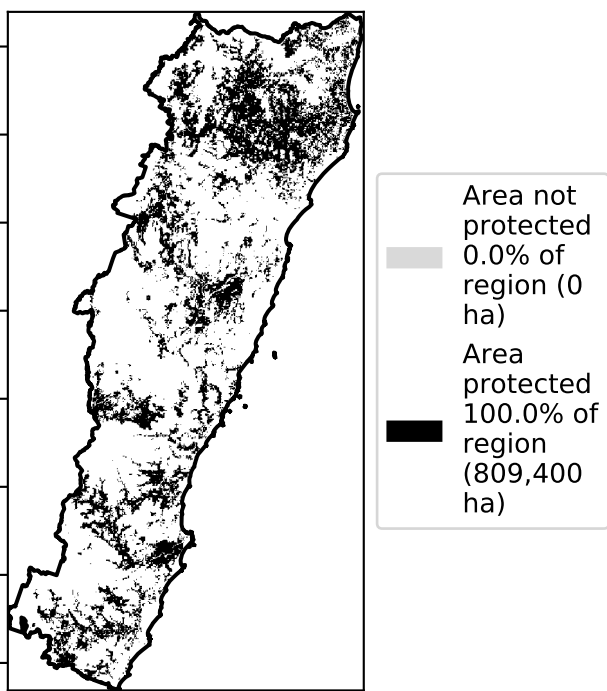 Area not
protected
0.0% of
region (0
ha)
Area
protected
100.0% of
region
(809,400
ha)